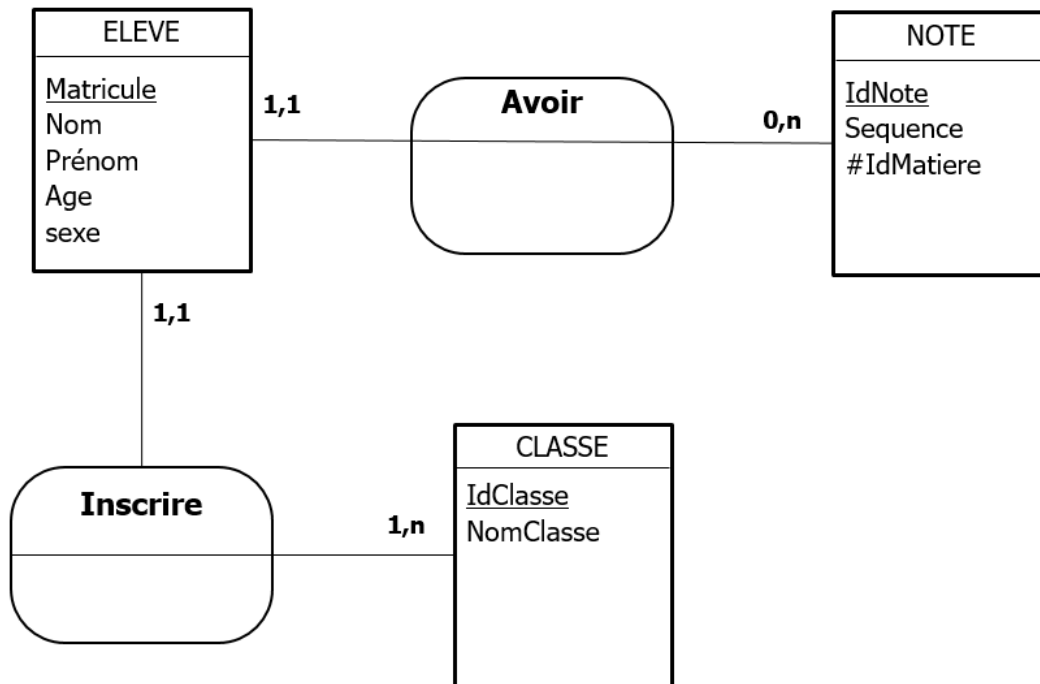 ELEVE
Matricule
Nom
Prénom
Age
sexe
1,1
Avoir
0,n
NOTE
IdNote
Sequence
#IdMatiere
1,1
Inscrire
1,n
CLASSE
IdClasse
NomClasse